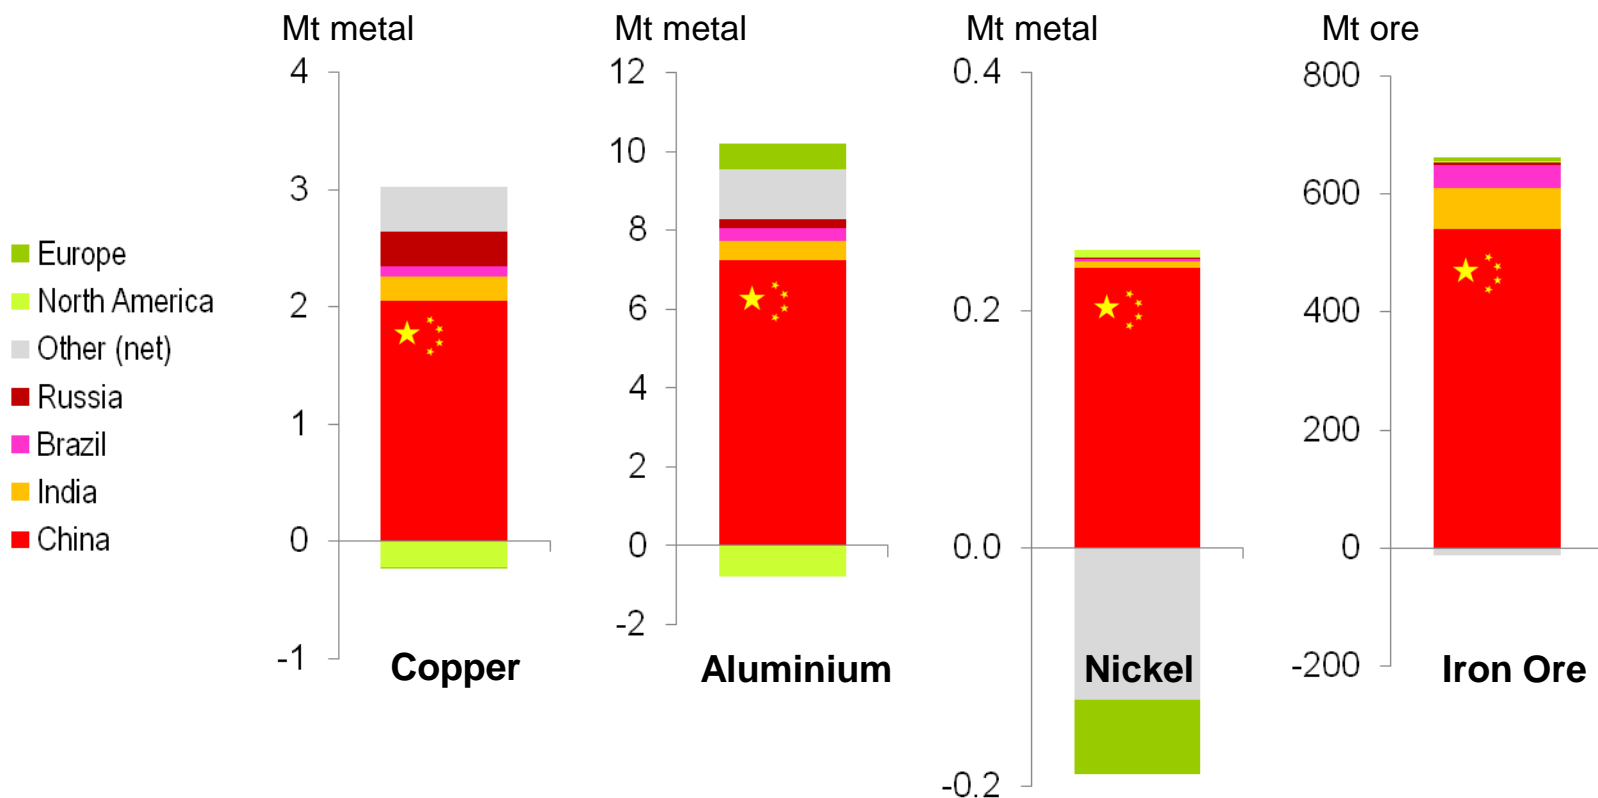 Mt metal
Mt metal
Mt metal
Mt ore
Europe
North America
Other (net)
Russia
Brazil
India
China
4
3
2
1
0
-1
Copper
12
10
8
6
4
2
0
-2
Aluminium
0.4
0.2
0.0
-0.2
Nickel
800
600
400
200
0
-200
Iron Ore